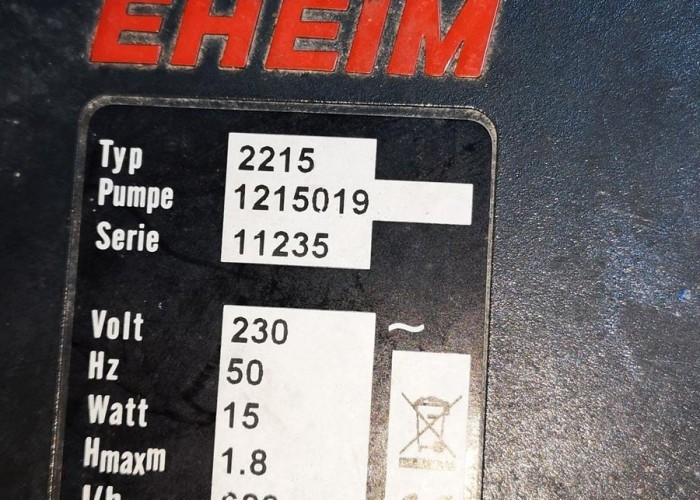 EHEIM
Typ 2215
Pumpe 1215019
Serie 11235
Volt 230 ~
Hz 50
Watt 15
Hmaxm 1.8